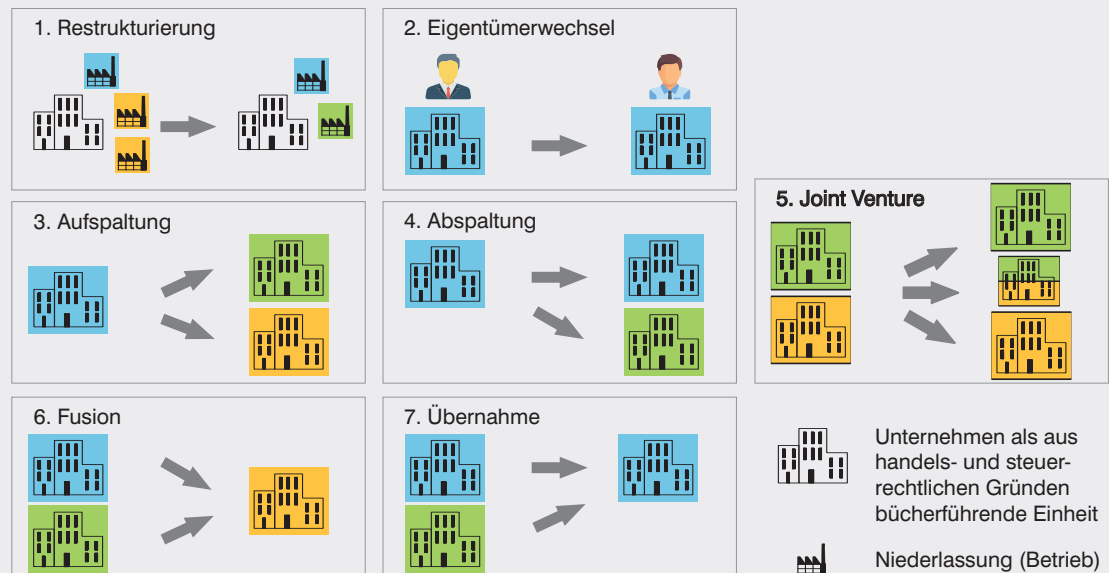 1. Restrukturierung
2. Eigentümerwechsel
3. Aufspaltung
4. Abspaltung
5. Joint Venture
6. Fusion
7. Übernahme
Unternehmen als aus
handels- und steuer-
rechtlichen Gründen
bücherführende Einheit
Niederlassung (Betrieb)